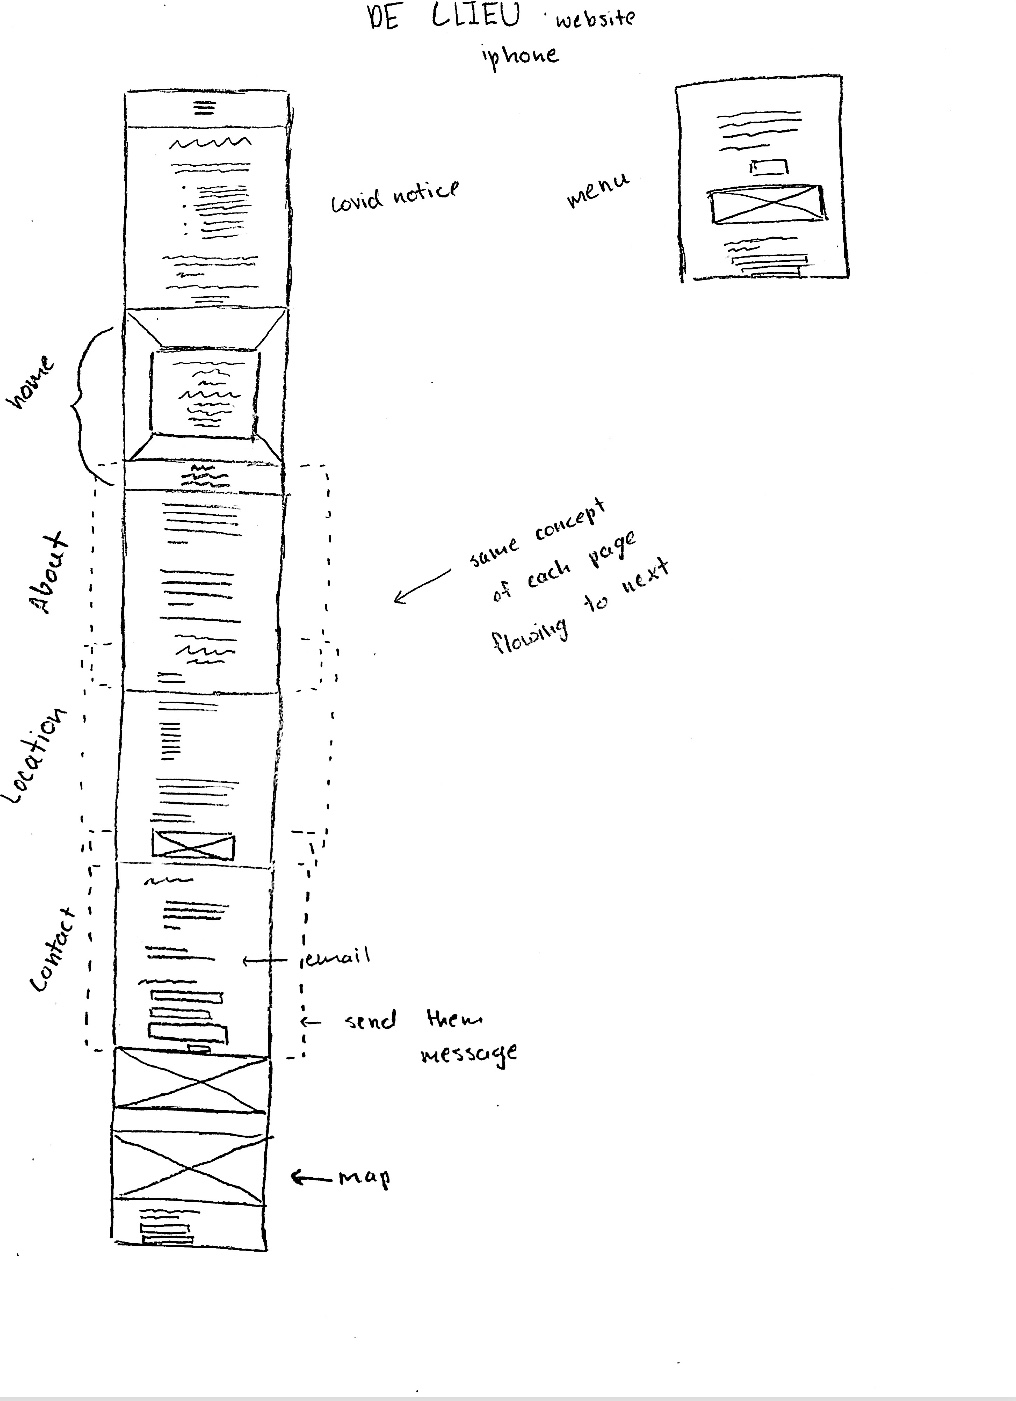 DE CLIEU website
iphone
covid notice
menu
home
About
same concept
of each page
flowing to next
Location
Contact
email
send them
message
map